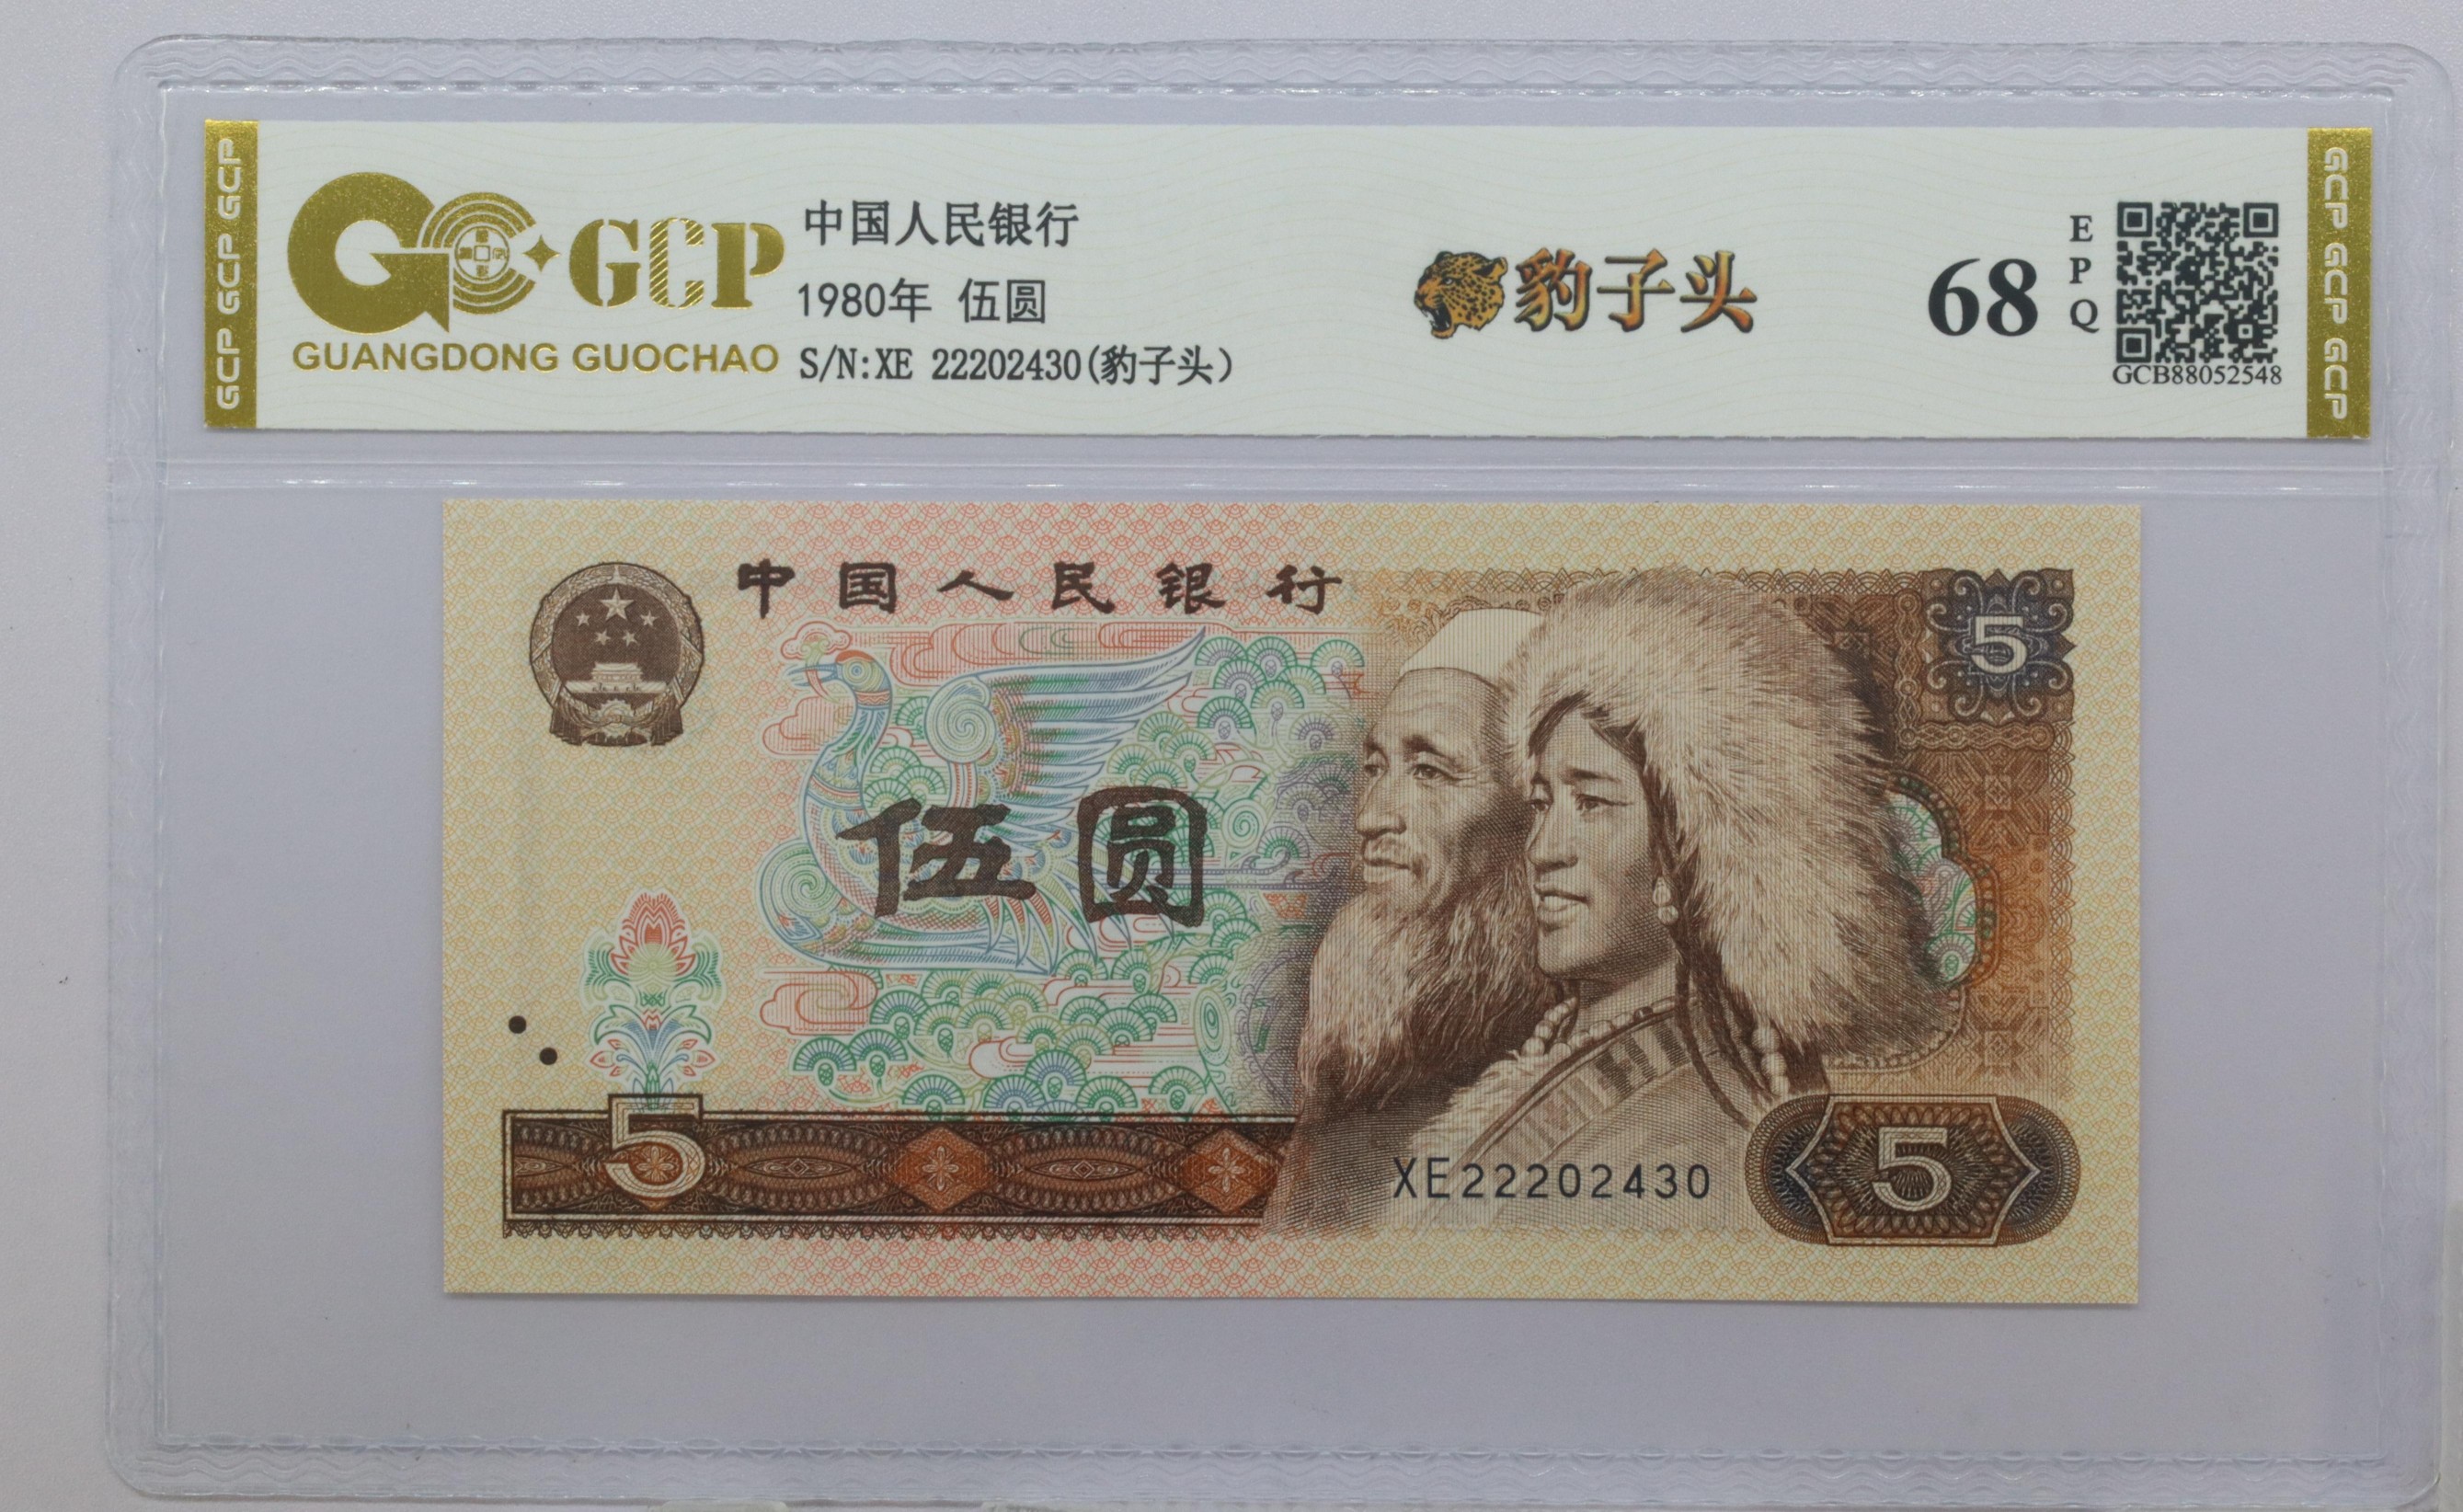 GCP GCP GCP
GCP
GUANGDONG GUOCHAO
中国人民银行
1980年 伍圆
S/N:XE 22202430(豹子头)
豹子头
68
EPQ
GCB88052548
GCP GCP GCP
中国人民银行
5
伍圆
5
XE22202430
5